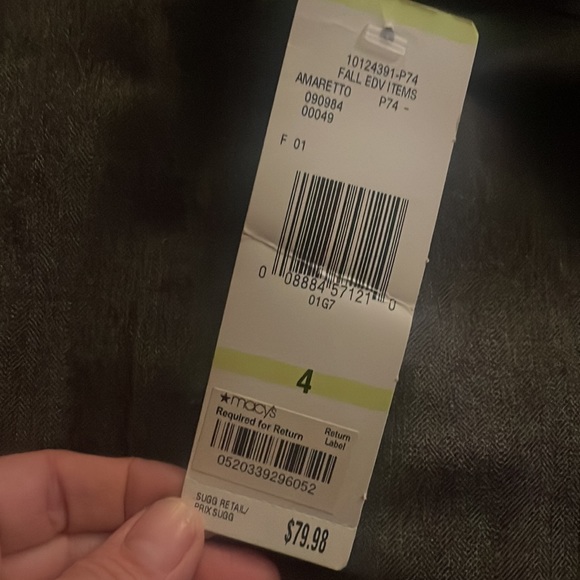 10124391-P74
FALL EDV ITEMS
AMARETTO P74 -
090984
00049
F 01
0 08884 57121 0
01G7
4
★macy's
Required for Return Return
Label
0520339296052
SUGG RETAIL/
PRIX SUGG
$79.98